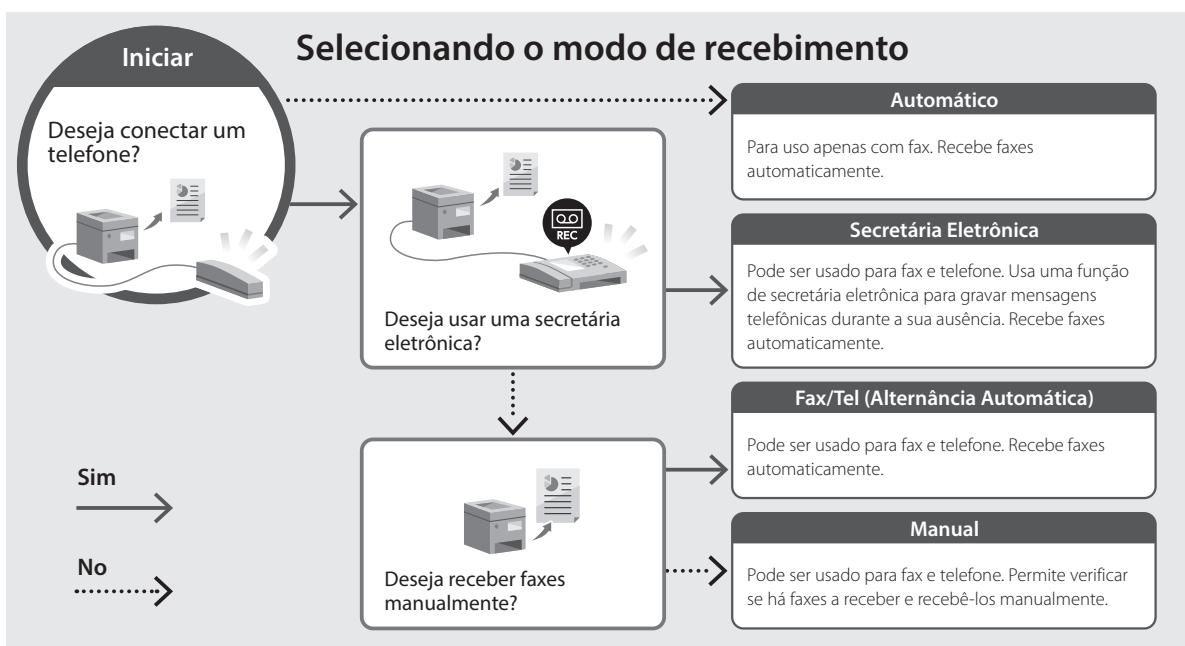 Iniciar
Selecionando o modo de recebimento
Deseja conectar um
telefone?
REC
Deseja usar uma secretária
eletrônica?
Deseja receber faxes
manualmente?
Automático
Para uso apenas com fax. Recebe faxes
automaticamente.
Secretária Eletrônica
Pode ser usado para fax e telefone. Usa uma função
de secretária eletrônica para gravar mensagens
telefônicas durante a sua ausência. Recebe faxes
automaticamente.
Fax/Tel (Alternância Automática)
Pode ser usado para fax e telefone. Recebe faxes
automaticamente.
Manual
Pode ser usado para fax e telefone. Permite verificar
se há faxes a receber e recebê-los manualmente.
Sim
No